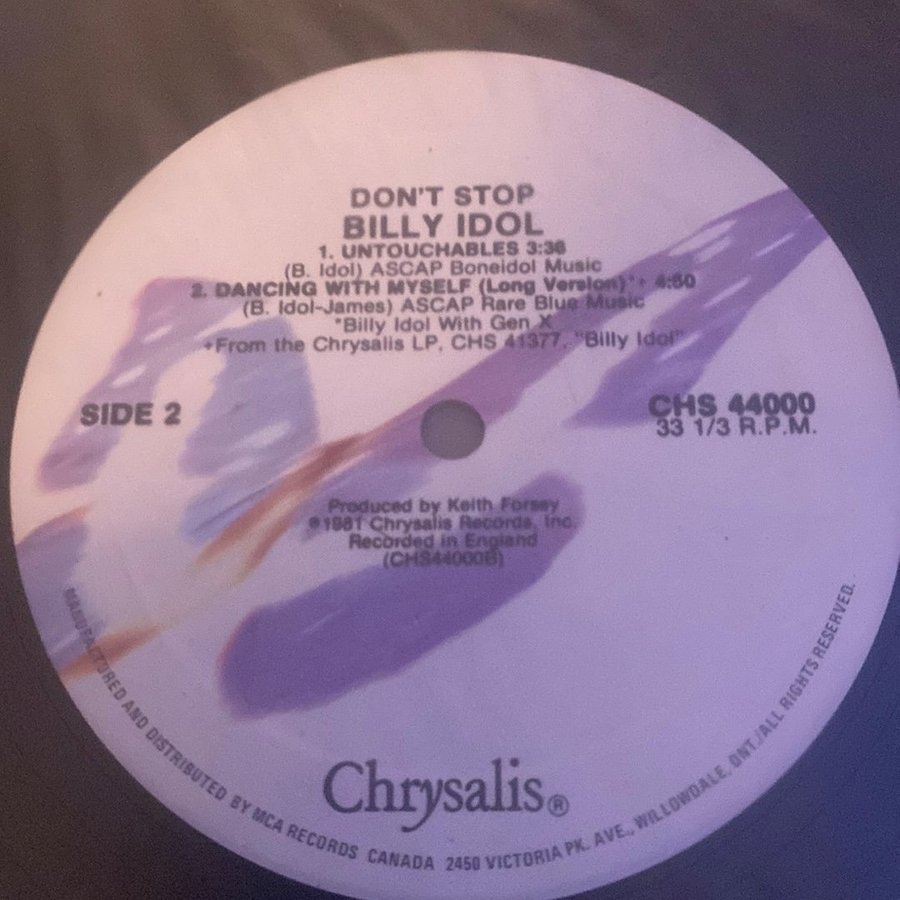 DON'T STOP
BILLY IDOL
1. UNTOUCHABLES 3:36
(B. Idol) ASCAP Boneidol Music
2. DANCING WITH MYSELF (Long Version)*+ 4:50
(B. Idol-James) ASCAP Rare Blue Music
*Billy Idol With Gen X
+From the Chrysalis LP, CHS 41377, "Billy Idol"
SIDE 2
CHS 44000
33 1/3 R.P.M.
Produced by Keith Forsey
℗1981 Chrysalis Records, Inc.
Recorded in England
(CHS44000B)
Chrysalis®
MANUFACTURED AND DISTRIBUTED BY MCA RECORDS CANADA 2450 VICTORIA PK. AVE., WILLOWDALE, ONT./ALL RIGHTS RESERVED.